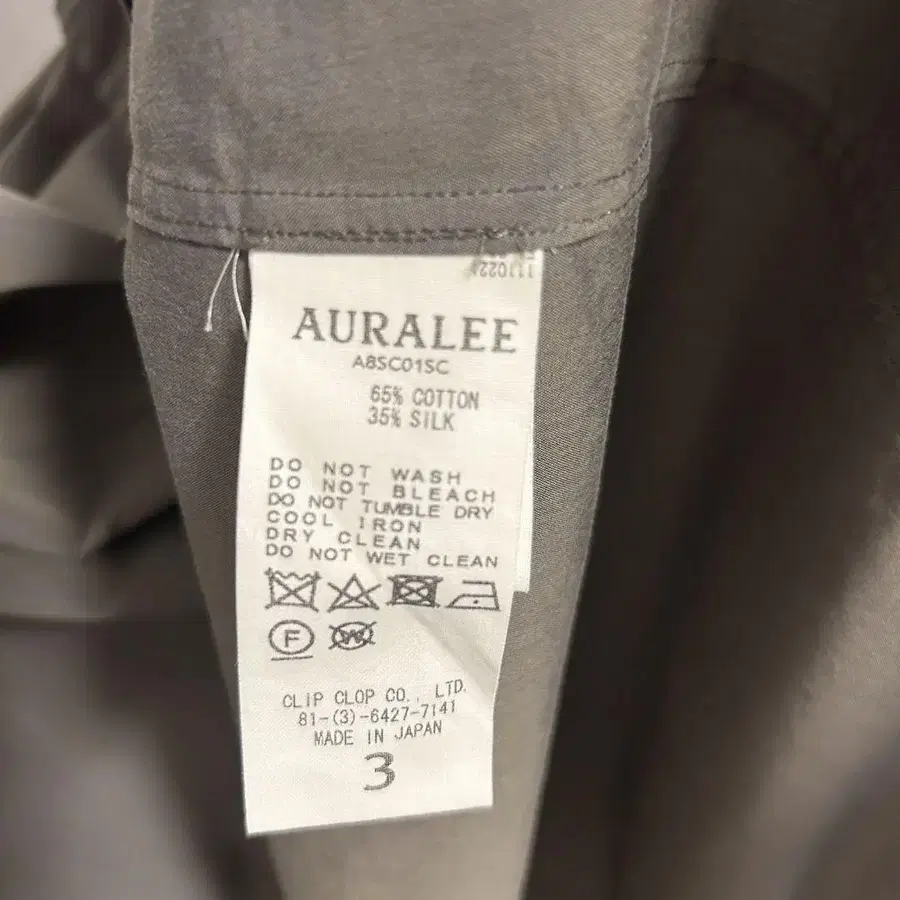 AURALEE
A8SC01SC
65% COTTON
35% SILK
DO NOT WASH
DO NOT BLEACH
DO NOT TUMBLE DRY
COOL IRON
DRY CLEAN
DO NOT WET CLEAN
F
W
CLIP CLOP CO., LTD.
81-(3)-6427-7141
MADE IN JAPAN
3